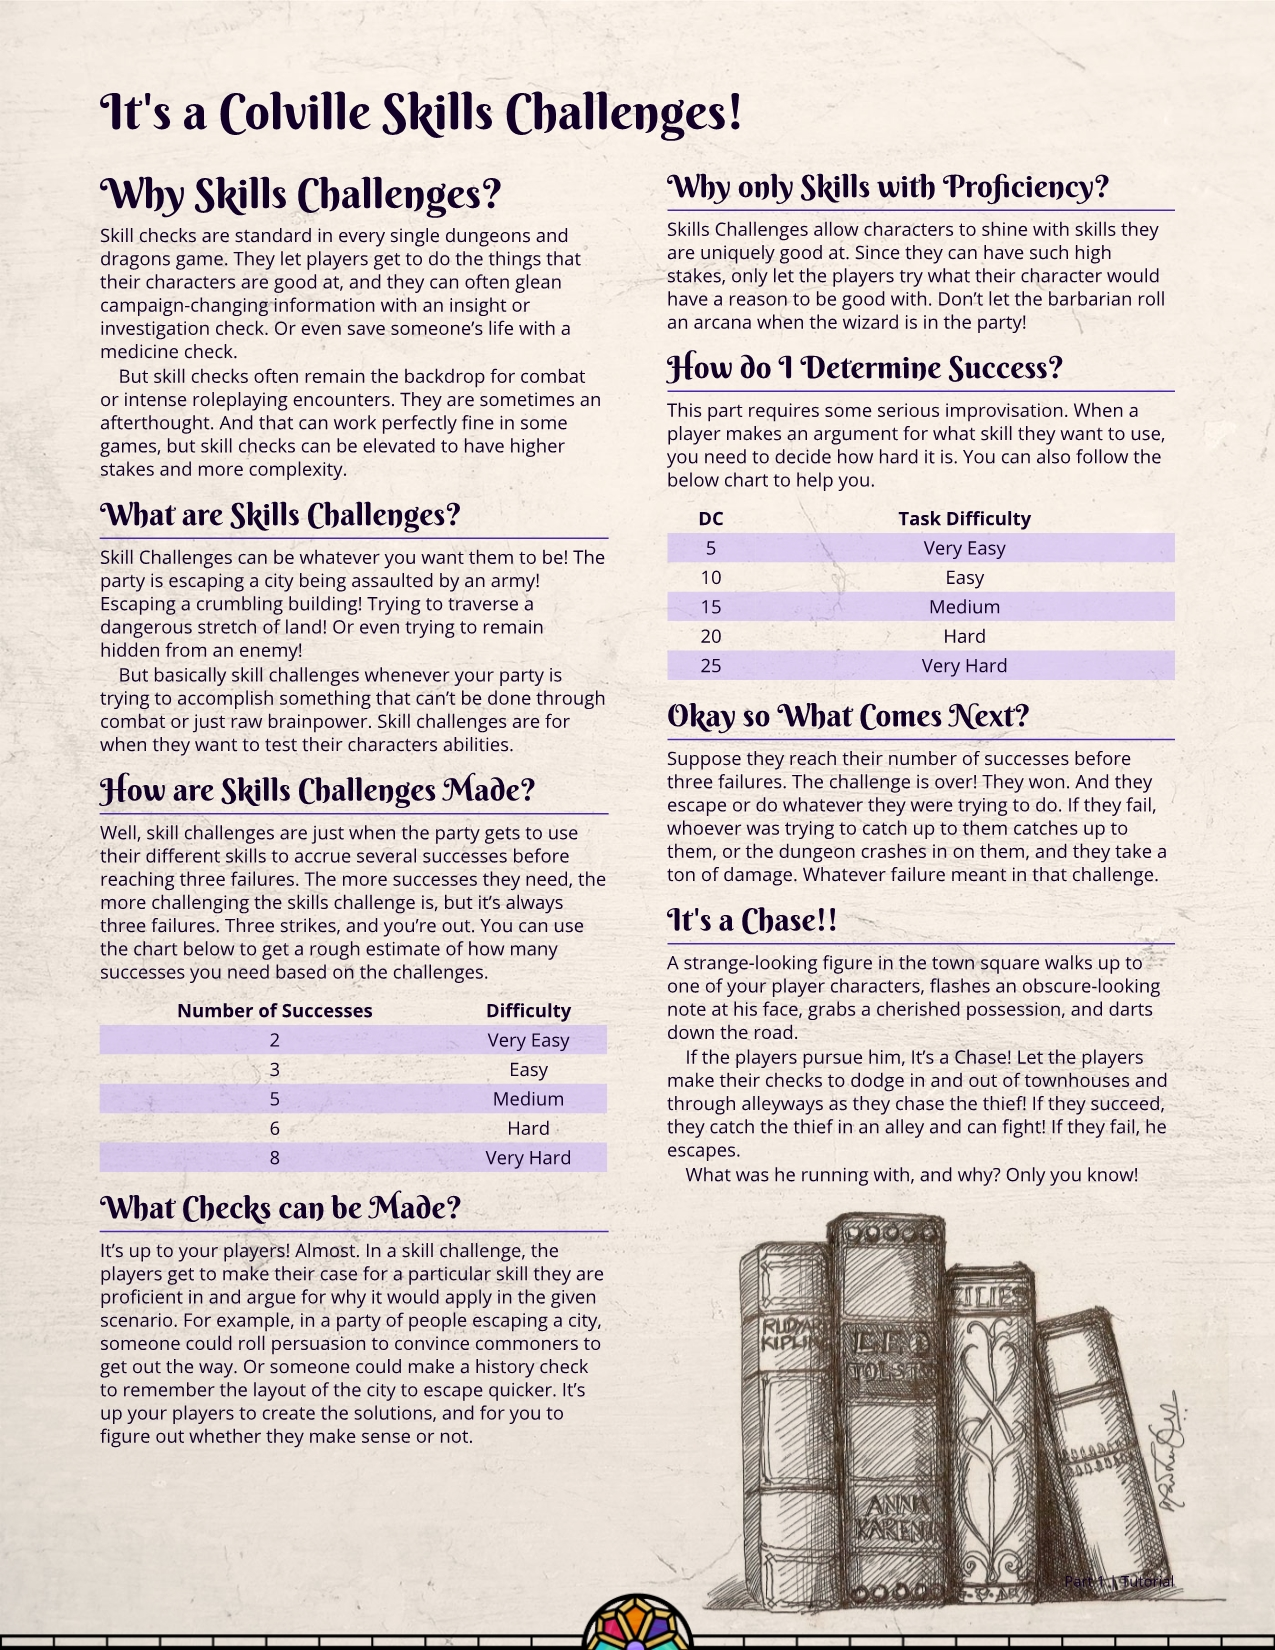 It's a Colville Skills Challenges!
Why Skills Challenges?
Skill checks are standard in every single dungeons and
dragons game. They let players get to do the things that
their characters are good at, and they can often glean
campaign-changing information with an insight or
investigation check. Or even save someone’s life with a
medicine check.
But skill checks often remain the backdrop for combat
or intense roleplaying encounters. They are sometimes an
afterthought. And that can work perfectly fine in some
games, but skill checks can be elevated to have higher
stakes and more complexity.
What are Skills Challenges?
Skill Challenges can be whatever you want them to be! The
party is escaping a city being assaulted by an army!
Escaping a crumbling building! Trying to traverse a
dangerous stretch of land! Or even trying to remain
hidden from an enemy!
But basically skill challenges whenever your party is
trying to accomplish something that can’t be done through
combat or just raw brainpower. Skill challenges are for
when they want to test their characters abilities.
How are Skills Challenges Made?
Well, skill challenges are just when the party gets to use
their different skills to accrue several successes before
reaching three failures. The more successes they need, the
more challenging the skills challenge is, but it’s always
three failures. Three strikes, and you’re out. You can use
the chart below to get a rough estimate of how many
successes you need based on the challenges.
Number of Successes Difficulty
2 Very Easy
3 Easy
5 Medium
6 Hard
8 Very Hard
What Checks can be Made?
It’s up to your players! Almost. In a skill challenge, the
players get to make their case for a particular skill they are
proficient in and argue for why it would apply in the given
scenario. For example, in a party of people escaping a city,
someone could roll persuasion to convince commoners to
get out the way. Or someone could make a history check
to remember the layout of the city to escape quicker. It’s
up your players to create the solutions, and for you to
figure out whether they make sense or not.
Why only Skills with Proficiency?
Skills Challenges allow characters to shine with skills they
are uniquely good at. Since they can have such high
stakes, only let the players try what their character would
have a reason to be good with. Don’t let the barbarian roll
an arcana when the wizard is in the party!
How do I Determine Success?
This part requires some serious improvisation. When a
player makes an argument for what skill they want to use,
you need to decide how hard it is. You can also follow the
below chart to help you.
DC Task Difficulty
5 Very Easy
10 Easy
15 Medium
20 Hard
25 Very Hard
Okay so What Comes Next?
Suppose they reach their number of successes before
three failures. The challenge is over! They won. And they
escape or do whatever they were trying to do. If they fail,
whoever was trying to catch up to them catches up to
them, or the dungeon crashes in on them, and they take a
ton of damage. Whatever failure meant in that challenge.
It's a Chase!!
A strange-looking figure in the town square walks up to
one of your player characters, flashes an obscure-looking
note at his face, grabs a cherished possession, and darts
down the road.
If the players pursue him, It’s a Chase! Let the players
make their checks to dodge in and out of townhouses and
through alleyways as they chase the thief! If they succeed,
they catch the thief in an alley and can fight! If they fail, he
escapes.
What was he running with, and why? Only you know!
RUDYAR
KIPLIN
LEO
TOLST
ANNA
KARENIN
Part 1 | Tutorial